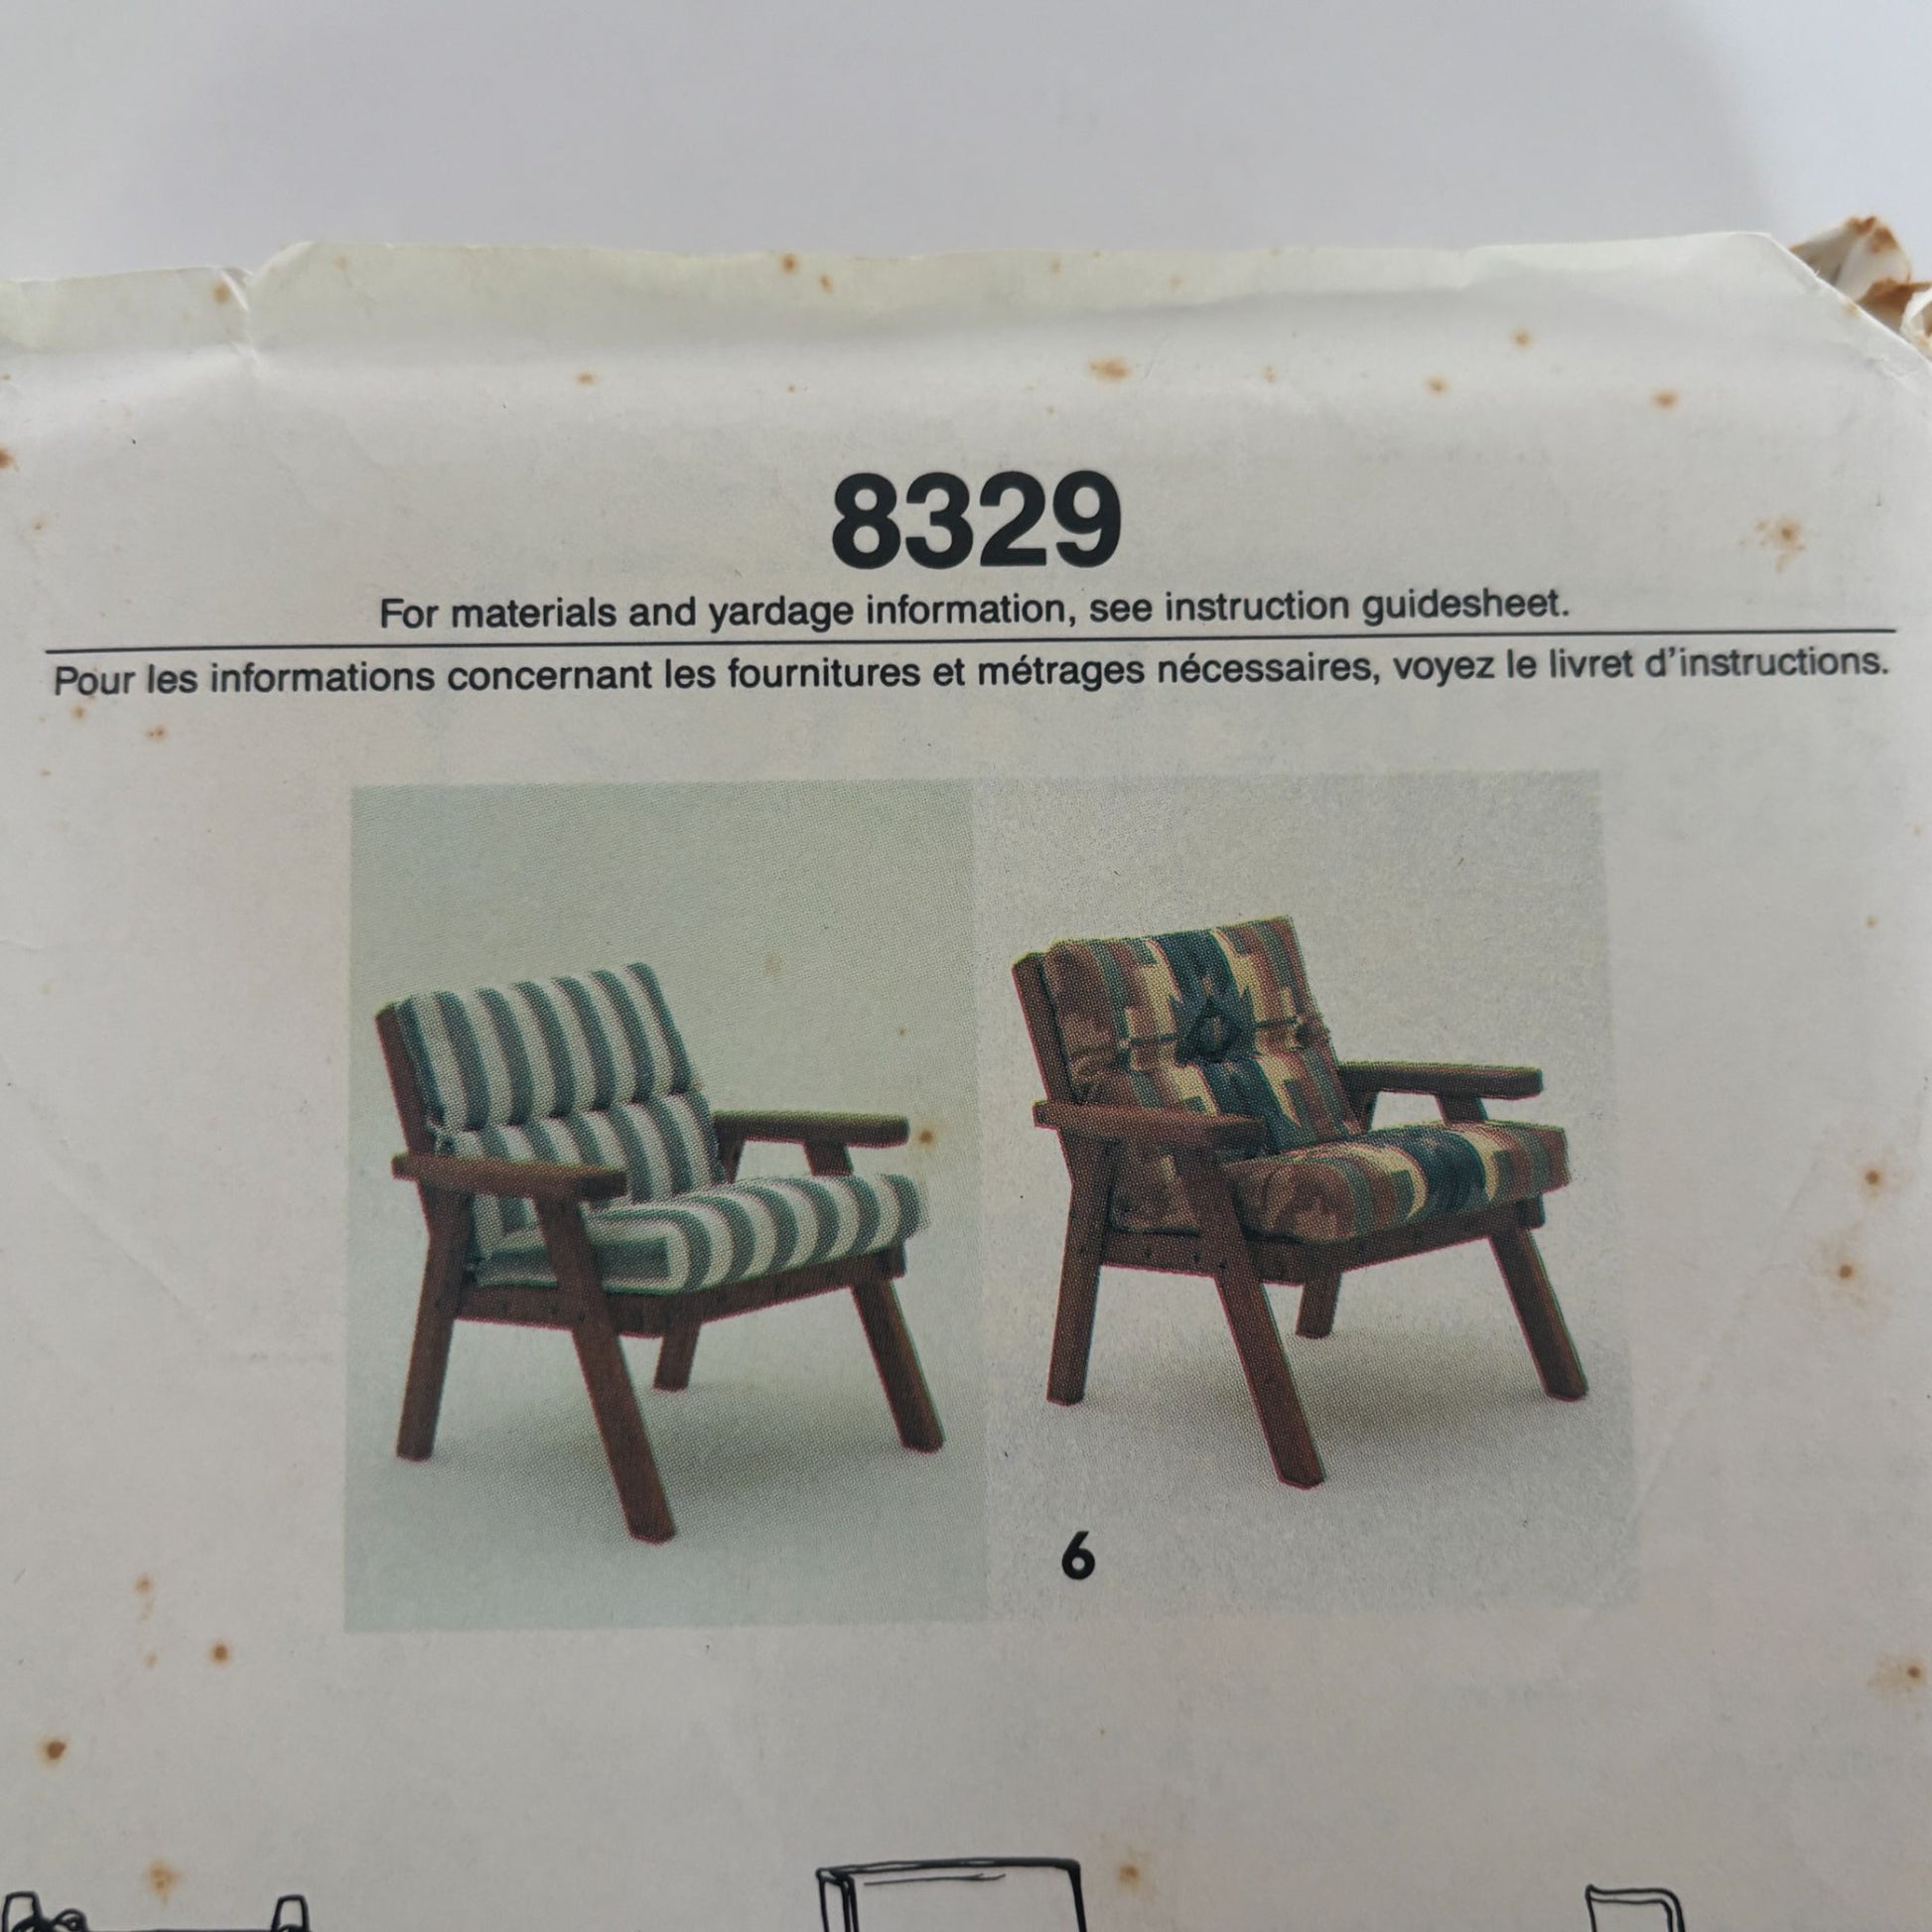 8329
For materials and yardage information, see instruction guidesheet.
Pour les informations concernant les fournitures et métrages nécessaires, voyez le livret d'instructions.
6